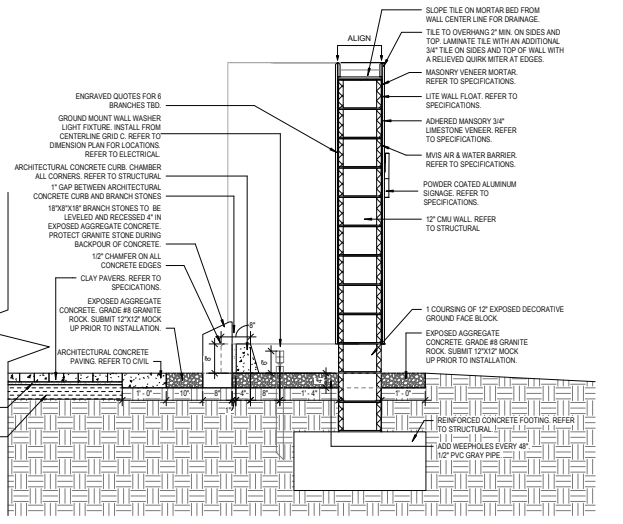 SLOPE TILE ON MORTAR BED FROM
WALL CENTER LINE FOR DRAINAGE.
ALIGN
TILE TO OVERHANG 2" MIN. ON SIDES AND
TOP. LAMINATE TILE WITH AN ADDITIONAL
3/4" TILE ON SIDES AND TOP OF WALL WITH
A RELIEVED QUIRK MITER AT EDGES.
MASONRY VENEER MORTAR.
REFER TO SPECIFICATIONS.
LITE WALL FLOAT. REFER TO
SPECIFICATIONS.
ADHERED MANSORY 3/4"
LIMESTONE VENEER. REFER
TO SPECIFICATIONS.
MVIS AIR & WATER BARRIER.
REFER TO SPECIFICATIONS.
POWDER COATED ALUMINUM
SIGNAGE. REFER TO
SPECIFICATIONS.
12" CMU WALL. REFER
TO STRUCTURAL
1 COURSING OF 12" EXPOSED DECORATIVE
GROUND FACE BLOCK.
EXPOSED AGGREGATE
CONCRETE. GRADE #8 GRANITE
ROCK. SUBMIT 12"X12" MOCK
UP PRIOR TO INSTALLATION.
REINFORCED CONCRETE FOOTING. REFER
TO STRUCTURAL
ADD WEEPHOLES EVERY 48".
1/2" PVC GRAY PIPE
ENGRAVED QUOTES FOR 6
BRANCHES TBD.
GROUND MOUNT WALL WASHER
LIGHT FIXTURE. INSTALL FROM
CENTERLINE GRID C. REFER TO
DIMENSION PLAN FOR LOCATIONS.
REFER TO ELECTRICAL.
ARCHITECTURAL CONCRETE CURB. CHAMBER
ALL CORNERS. REFER TO STRUCTURAL
1" GAP BETWEEN ARCHITECTURAL
CONCRETE CURB AND BRANCH STONES
18"X8"X18" BRANCH STONES TO BE
LEVELED AND RECESSED 4" IN
EXPOSED AGGREGATE CONCRETE.
PROTECT GRANITE STONE DURING
BACKPOUR OF CONCRETE.
1/2" CHAMFER ON ALL
CONCRETE EDGES
CLAY PAVERS. REFER TO
SPECICATIONS.
EXPOSED AGGREGATE
CONCRETE. GRADE #8 GRANITE
ROCK. SUBMIT 12"X12" MOCK
UP PRIOR TO INSTALLATION.
ARCHITECTURAL CONCRETE
PAVING. REFER TO CIVIL
8"
6"
1' - 0"
10"
8"
4"
8"
1' - 4"
1' - 0"
1"